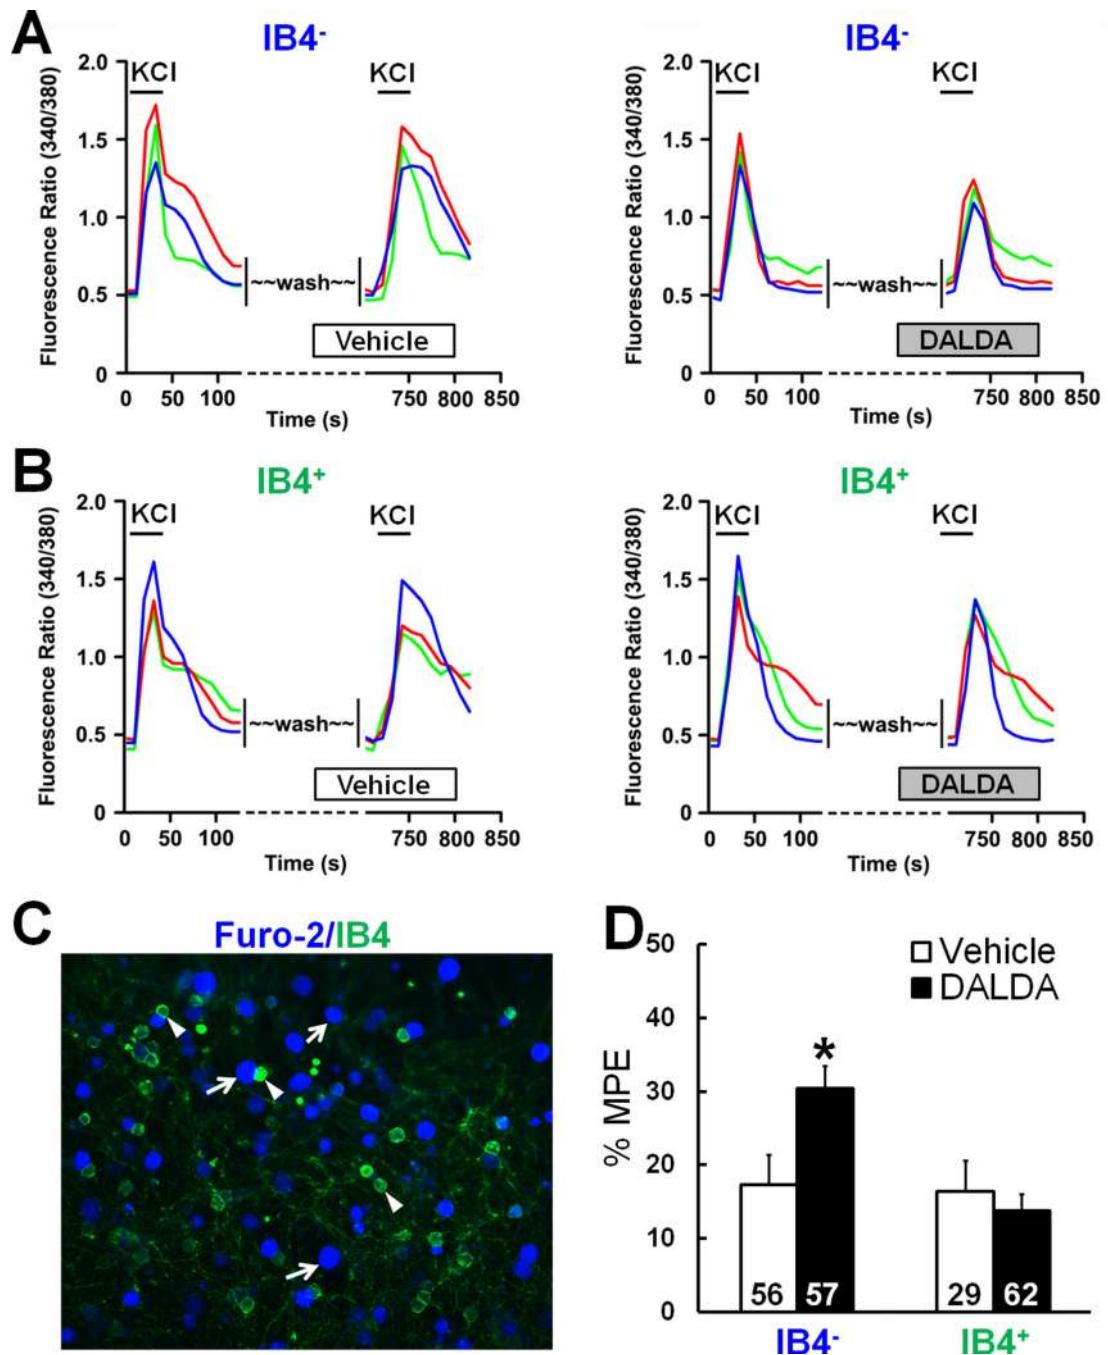 A
IB4-
IB4-
Fluorescence Ratio (340/380)
2.0
1.5
1.0
0.5
0
KCl
KCl
~~wash~~
Vehicle
0 50 100 750 800 850
Time (s)
Fluorescence Ratio (340/380)
2.0
1.5
1.0
0.5
0
KCl
KCl
~~wash~~
DALDA
0 50 100 750 800 850
Time (s)
B
IB4+
IB4+
Fluorescence Ratio (340/380)
2.0
1.5
1.0
0.5
0
KCl
KCl
~~wash~~
Vehicle
0 50 100 750 800 850
Time (s)
Fluorescence Ratio (340/380)
2.0
1.5
1.0
0.5
0
KCl
KCl
~~wash~~
DALDA
0 50 100 750 800 850
Time (s)
C
Furo-2/IB4
D
% MPE
50
40
30
20
10
0
Vehicle
DALDA
*
56 57 29 62
IB4- IB4+